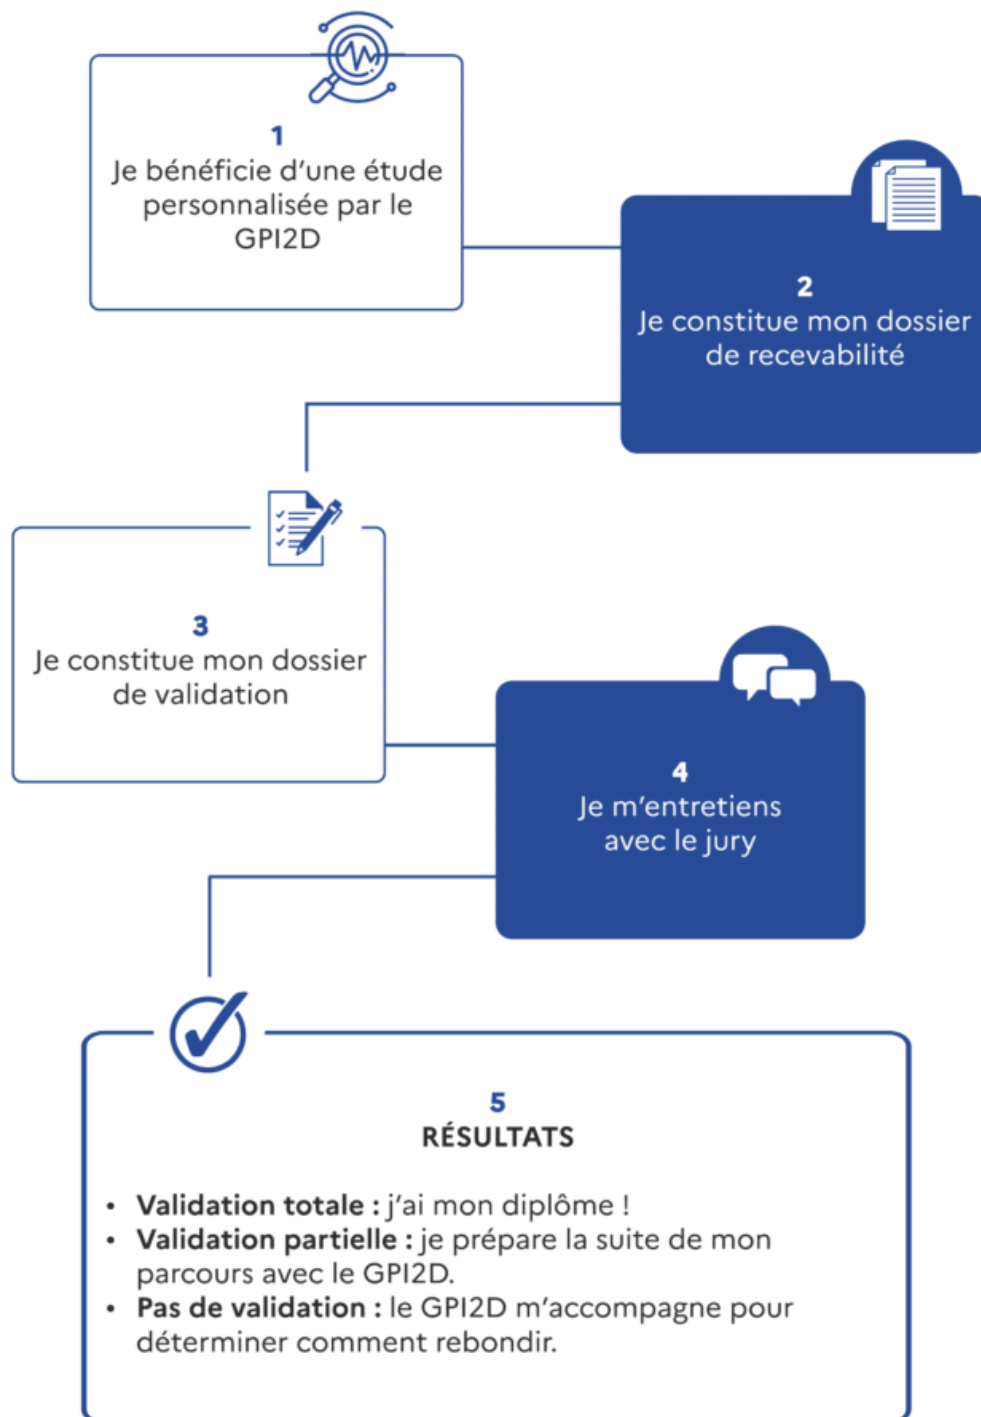 1
Je bénéficie d'une étude
personnalisée par le
GPI2D
2
Je constitue mon dossier
de recevabilité
3
Je constitue mon dossier
de validation
4
Je m'entretiens
avec le jury
5
RÉSULTATS
• Validation totale : j'ai mon diplôme !
• Validation partielle : je prépare la suite de mon
parcours avec le GPI2D.
• Pas de validation : le GPI2D m'accompagne pour
déterminer comment rebondir.